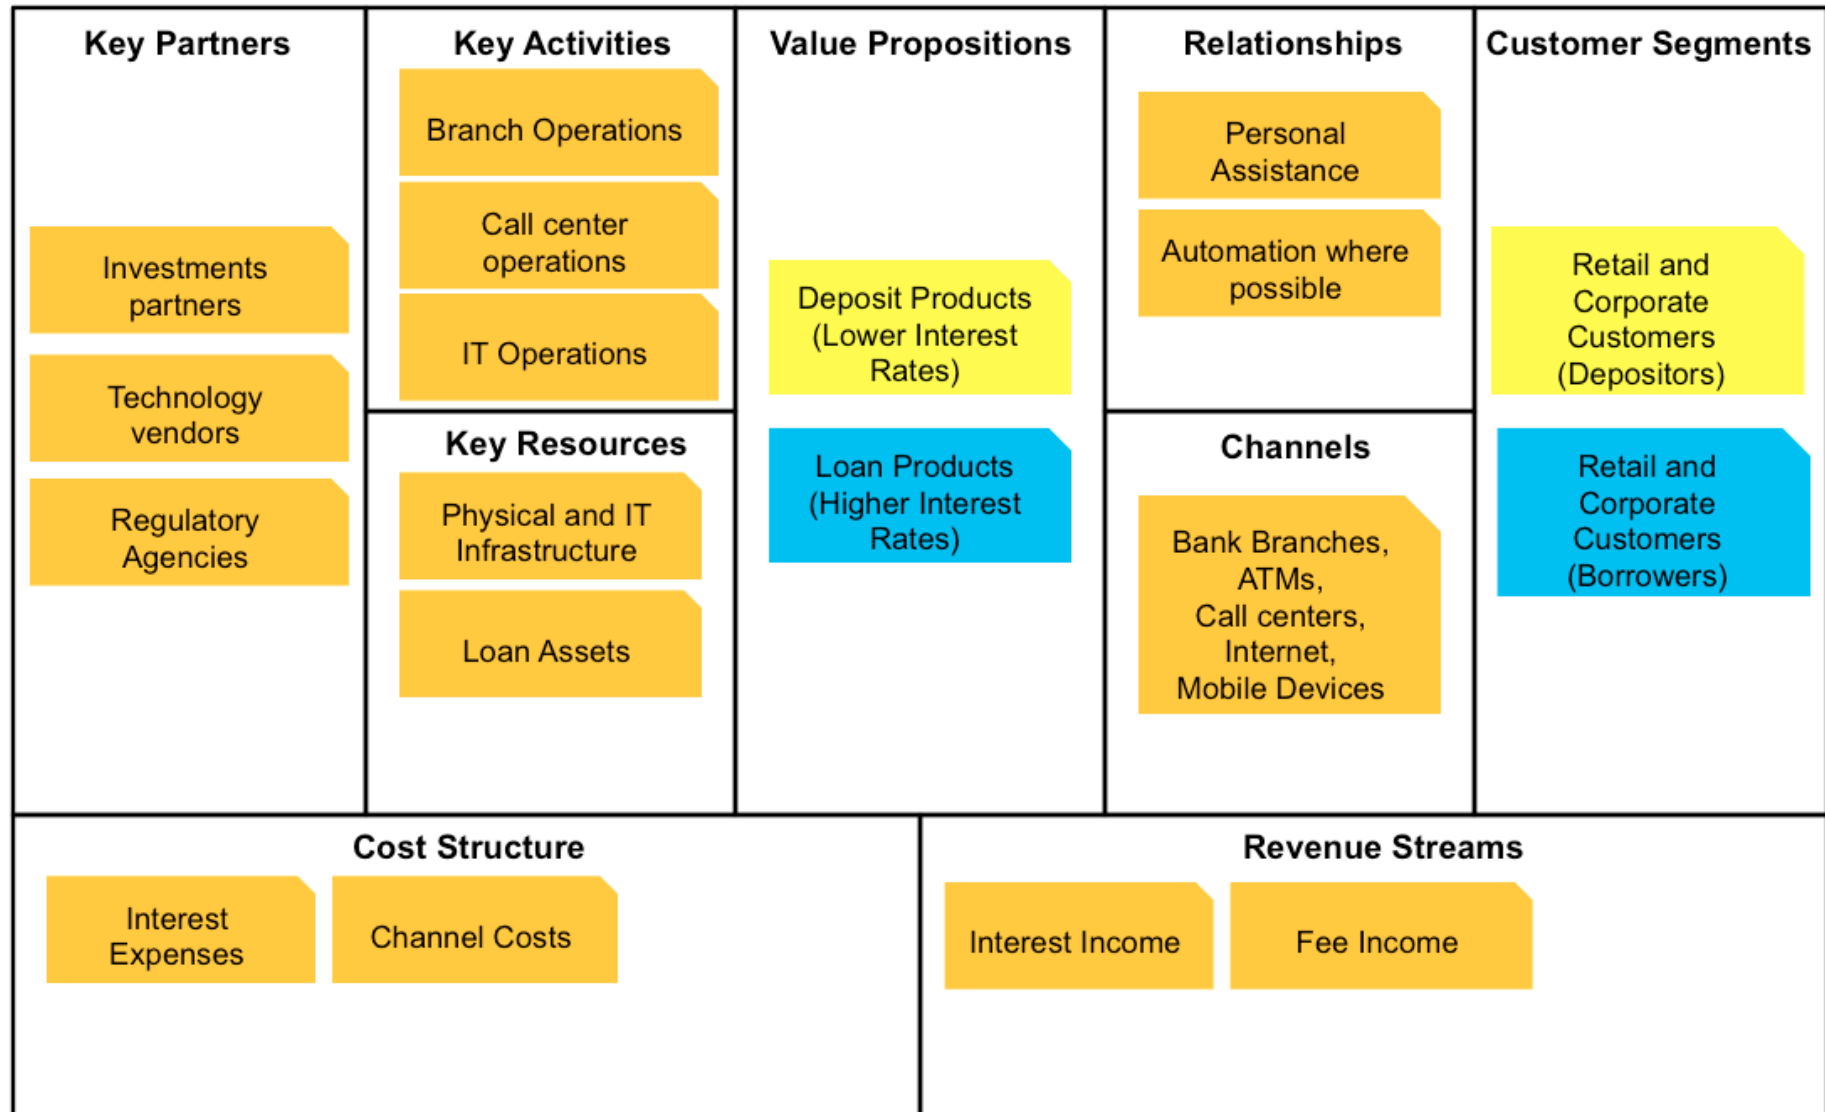 Key Partners
Investments
partners
Technology
vendors
Regulatory
Agencies
Key Activities
Branch Operations
Call center
operations
IT Operations
Key Resources
Physical and IT
Infrastructure
Loan Assets
Value Propositions
Deposit Products
(Lower Interest
Rates)
Loan Products
(Higher Interest
Rates)
Relationships
Personal
Assistance
Automation where
possible
Channels
Bank Branches,
ATMs,
Call centers,
Internet,
Mobile Devices
Customer Segments
Retail and
Corporate
Customers
(Depositors)
Retail and
Corporate
Customers
(Borrowers)
Cost Structure
Interest
Expenses
Channel Costs
Revenue Streams
Interest Income
Fee Income